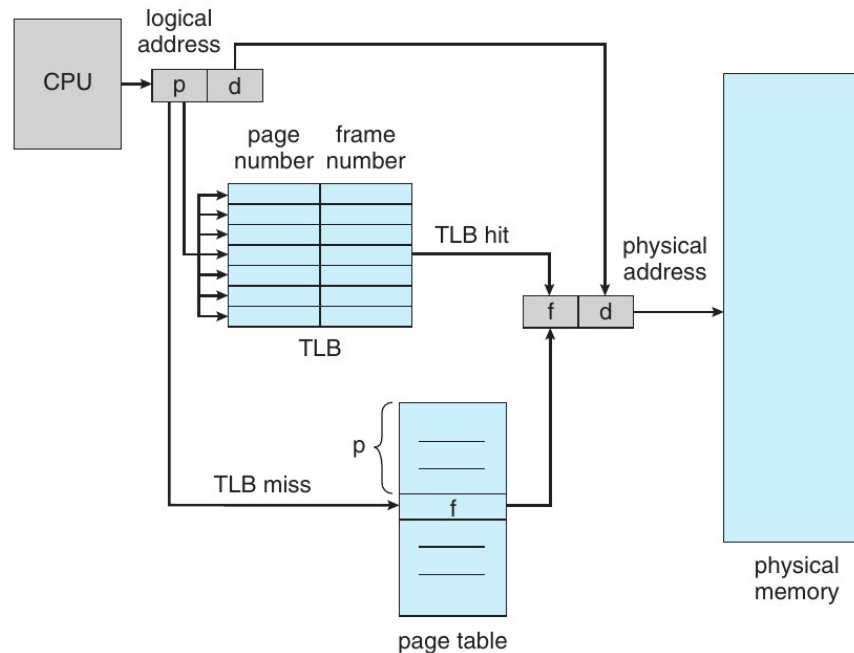 logical
address
CPU
p
d
page
number
frame
number
TLB hit
physical
address
f
d
TLB
p
TLB miss
f
physical
memory
page table